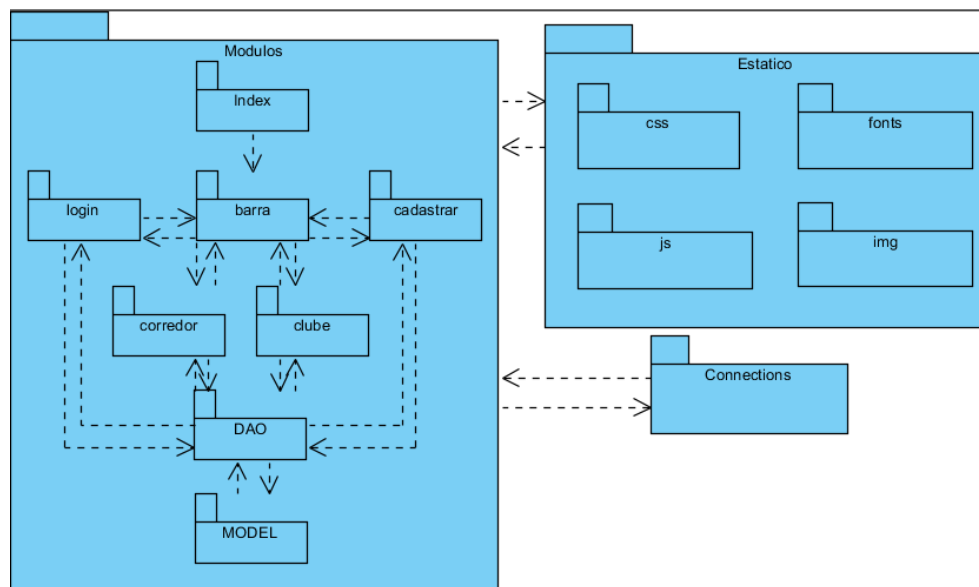 Modulos
Index
login
barra
cadastrar
corredor
clube
DAO
MODEL
Estatico
css
fonts
js
img
Connections